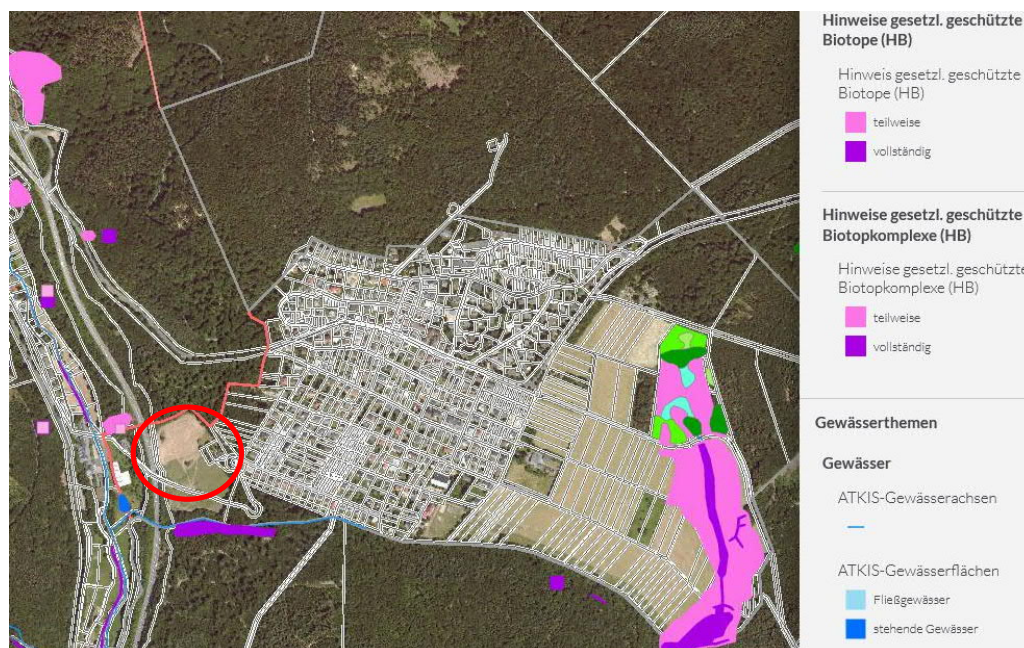 Hinweise gesetzl. geschützte
Biotope (HB)
Hinweis gesetzl. geschützte
Biotope (HB)
teilweise
vollständig
Hinweise gesetzl. geschützte
Biotopkomplexe (HB)
Hinweise gesetzl. geschützte
Biotopkomplexe (HB)
teilweise
vollständig
Gewässerthemen
Gewässer
ATKIS-Gewässerachsen
ATKIS-Gewässerflächen
Fließgewässer
stehende Gewässer